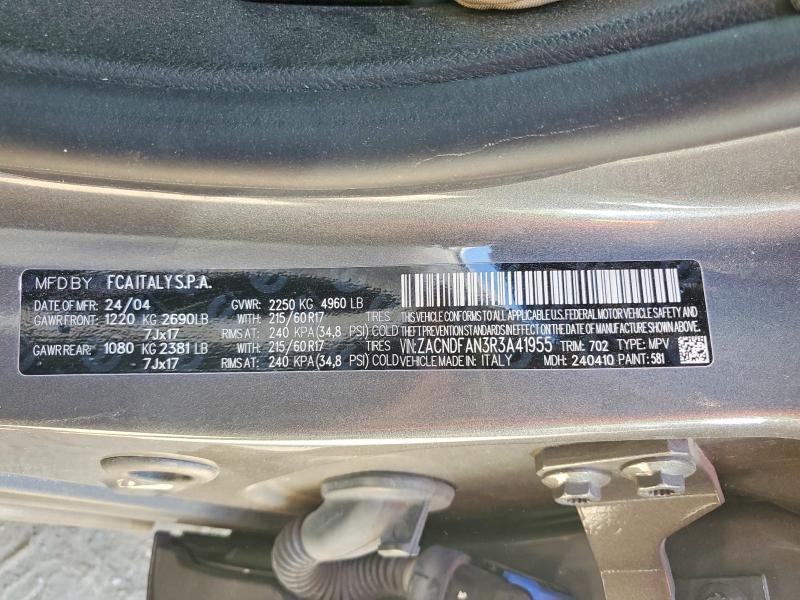 MFD BY FCA ITALY S.P.A.
DATE OF MFR: 24/04 GVWR: 2250 KG 4960 LB
GAWR FRONT: 1220 KG 2690LB WITH: 215/60R17 TIRES
7Jx17 RIMS AT: 240 KPA(34,8 PSI) COLD
GAWR REAR: 1080 KG 2381 LB WITH: 215/60 R17 TIRES
7Jx17 RIMS AT: 240 KPA(34,8 PSI) COLD
THIS VEHICLE CONFORMS TO ALL APPLICABLE U.S. FEDERAL MOTOR VEHICLE SAFETY AND
THEFT PREVENTION STANDARDS IN EFFECT ON THE DATE OF MANUFACTURE SHOWN ABOVE.
VIN: ZACNDFAN3R3A41955 TRIM: 702 TYPE: MPV
VEHICLE MADE IN: ITALY MDH: 240410 PAINT: 581